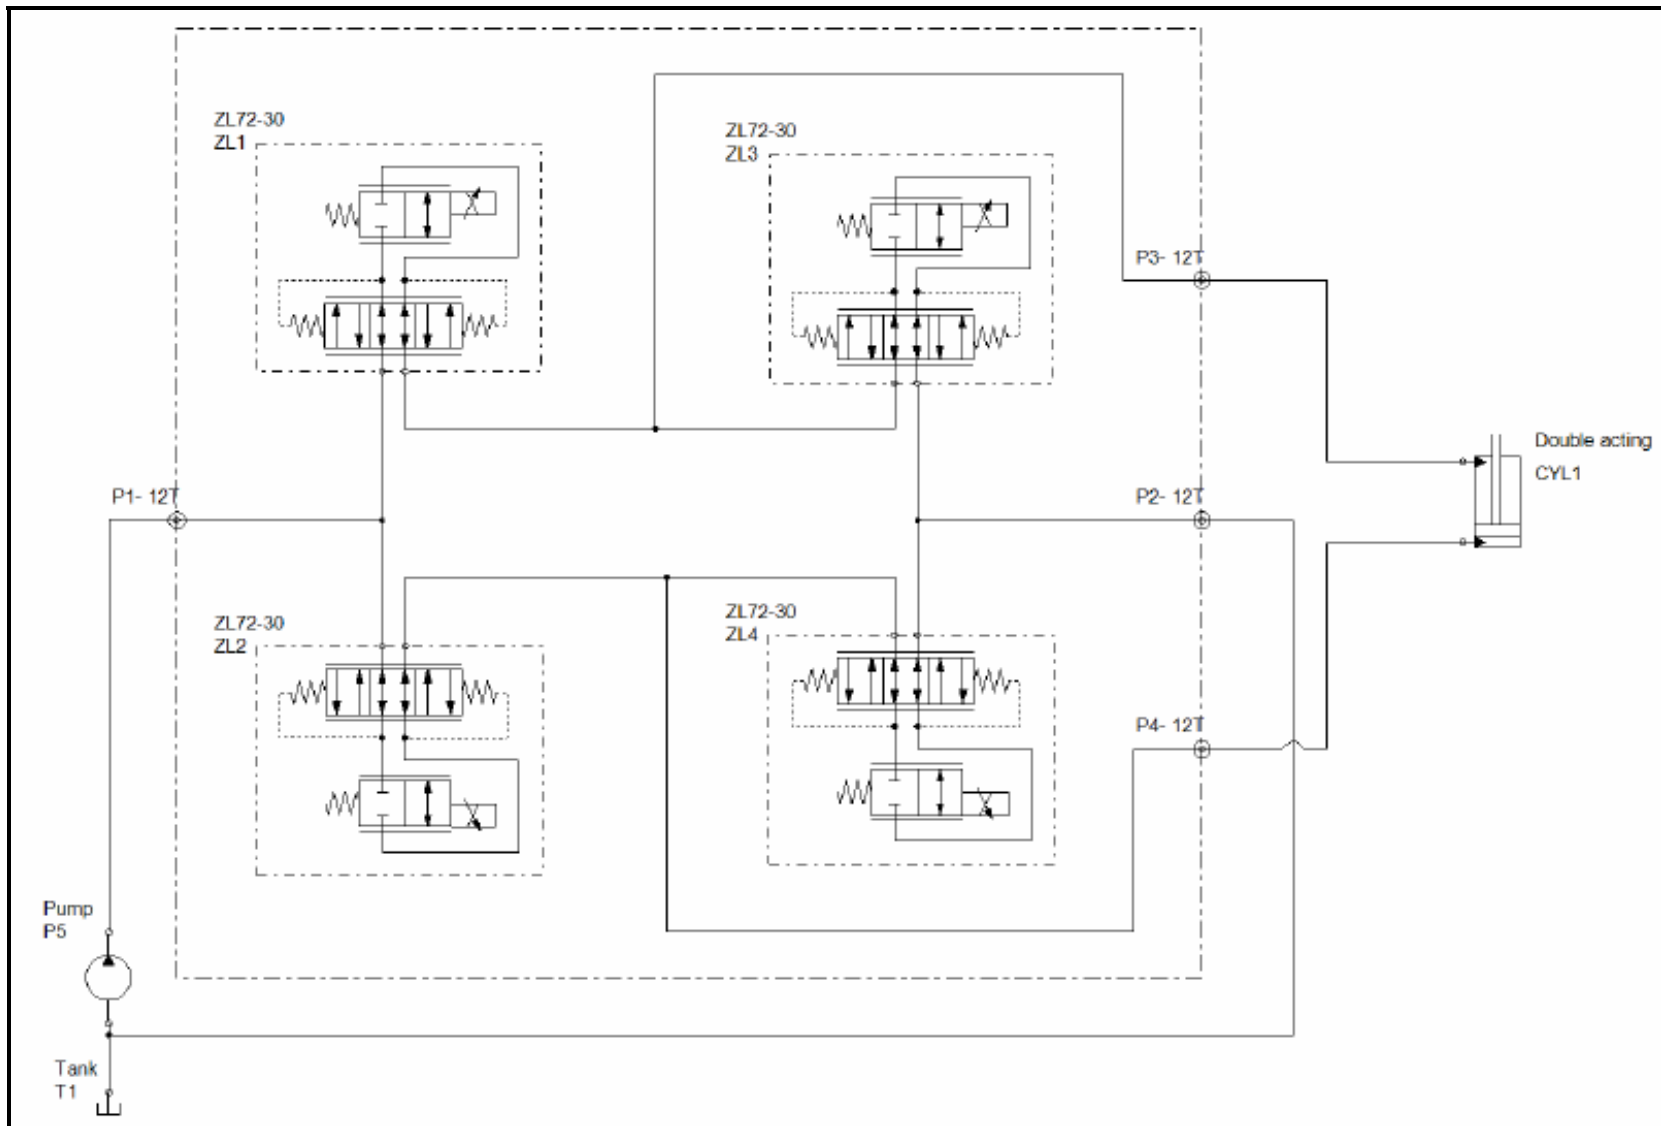 ZL72-30
ZL1
ZL72-30
ZL3
P3- 12T
Double acting
CYL1
P1- 12T
P2- 12T
ZL72-30
ZL2
ZL72-30
ZL4
P4- 12T
Pump
P5
Tank
T1